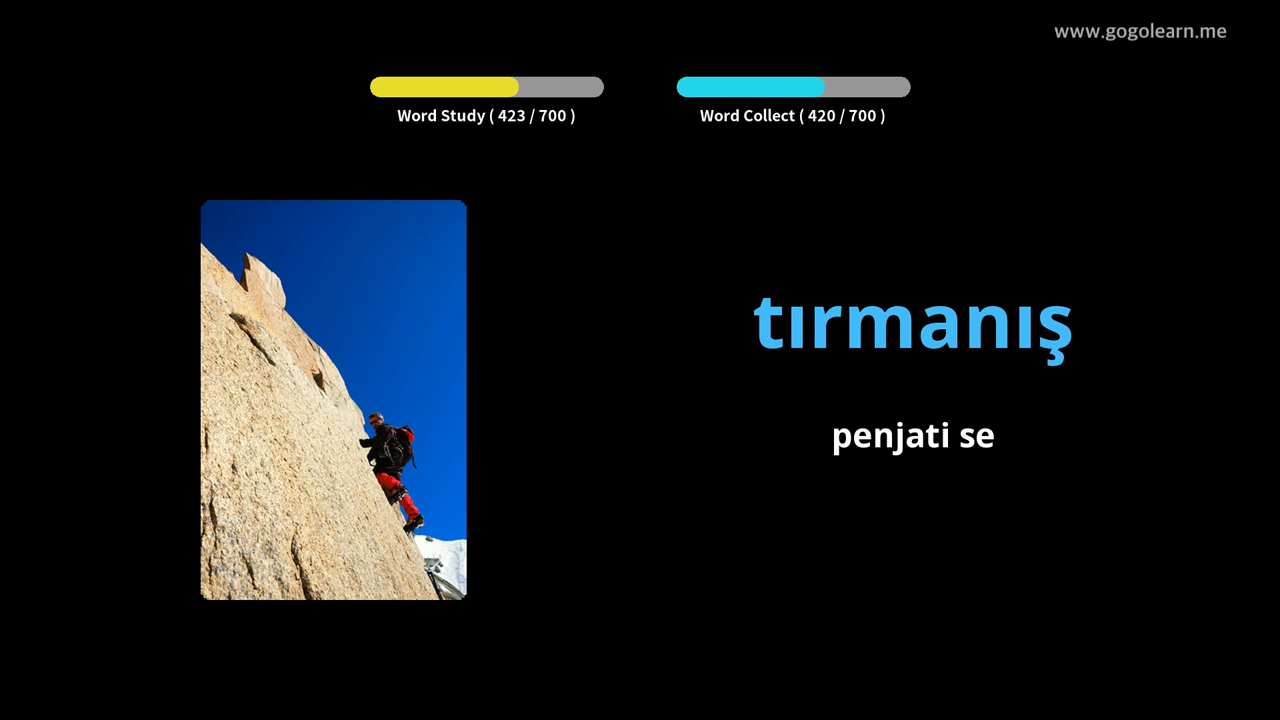 www.gogolearn.me
Word Study ( 423 / 700 )
Word Collect ( 420 / 700 )
tırmanış
penjati se